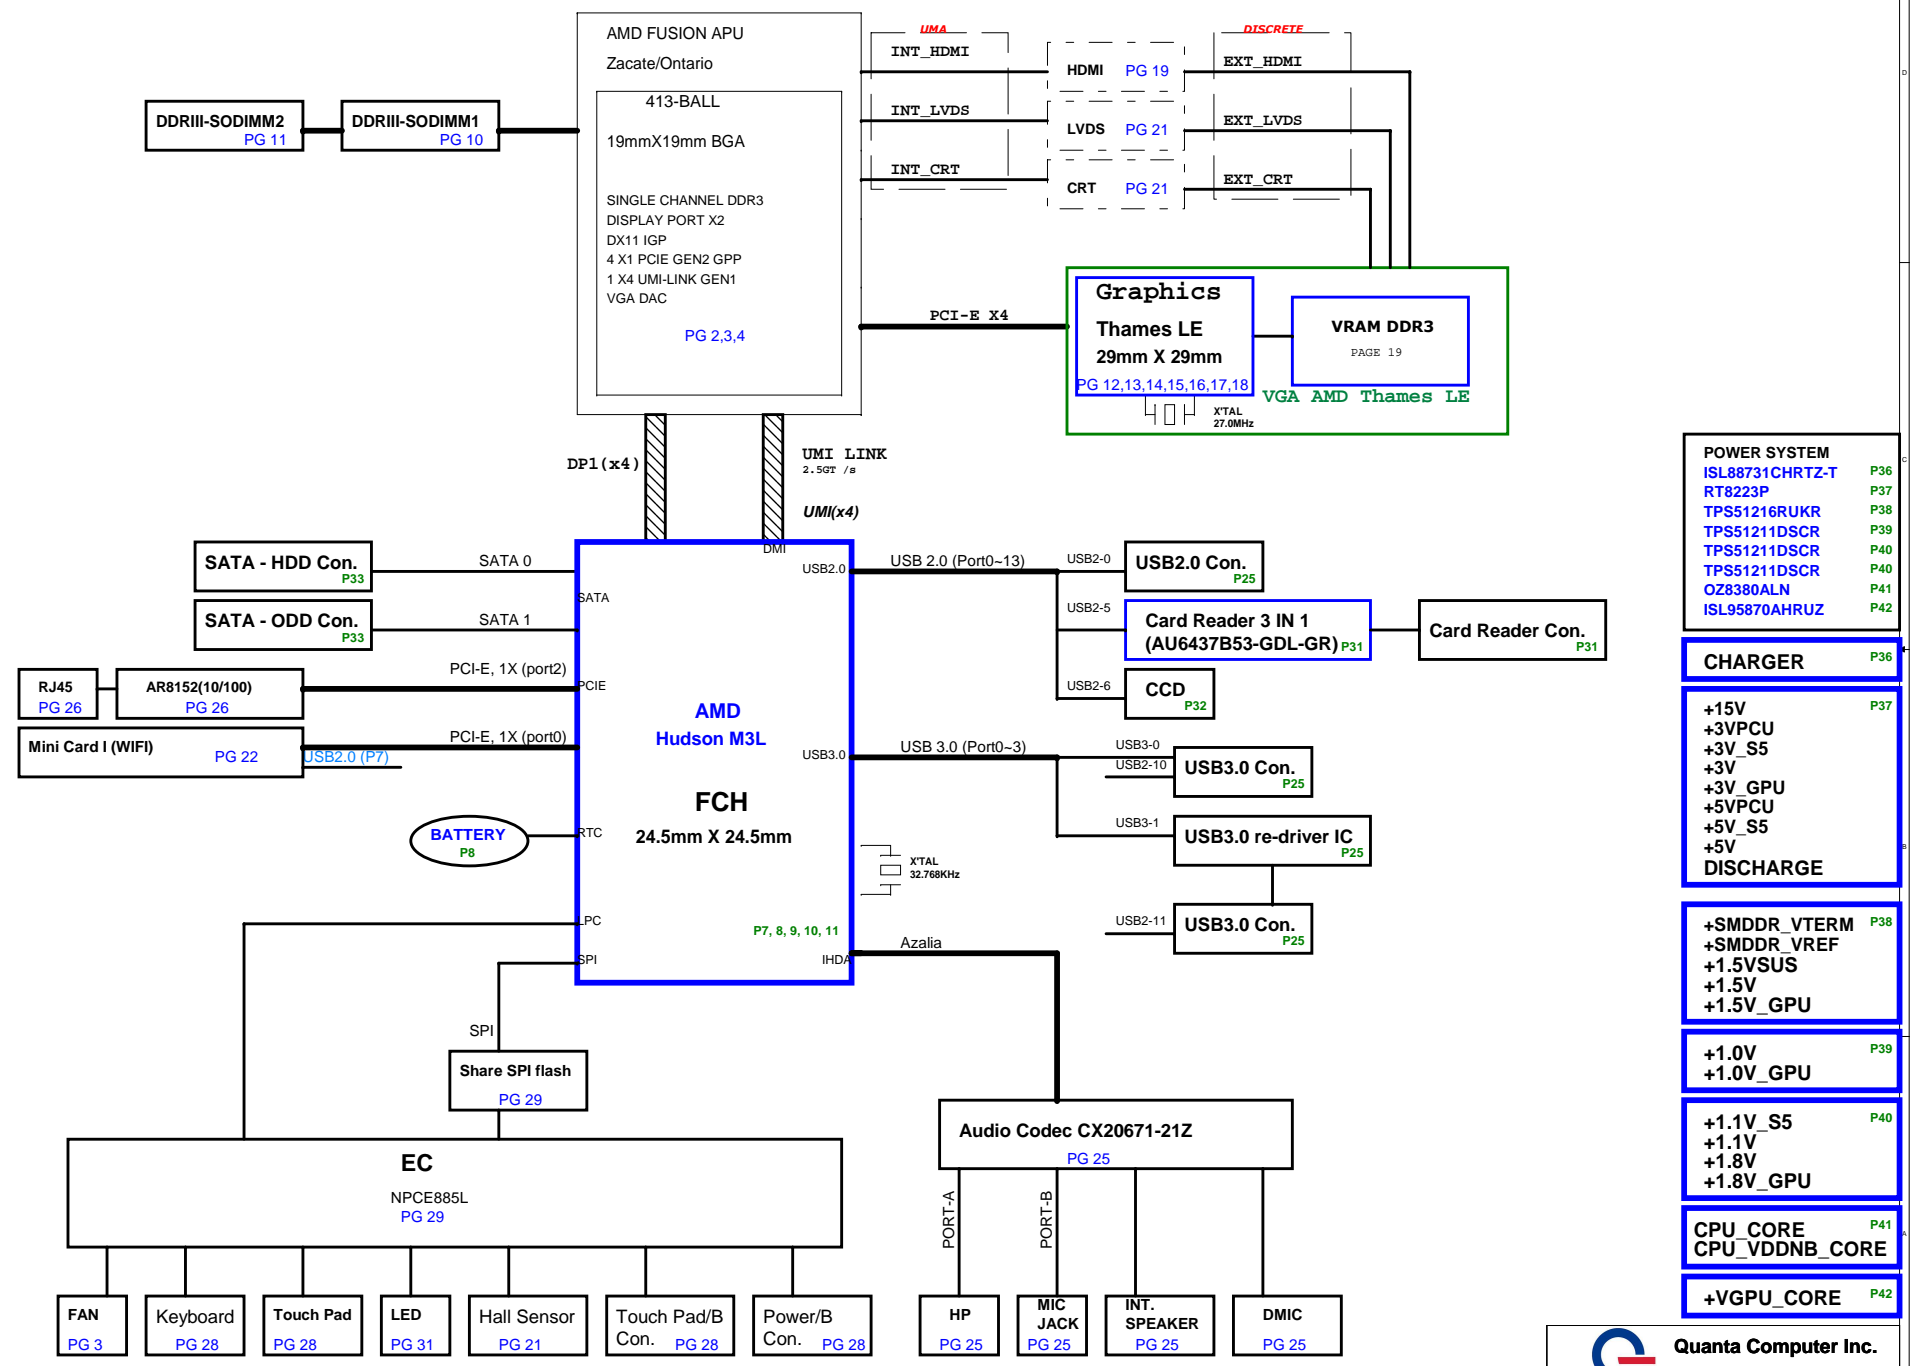 AMD FUSION APU
Zacate/Ontario
413-BALL
19mmX19mm BGA
SINGLE CHANNEL DDR3
DISPLAY PORT X2
DX11 IGP
4 X1 PCIE GEN2 GPP
1 X4 UMI-LINK GEN1
VGA DAC
PG 2,3,4
DDRIII-SODIMM2
PG 11
DDRIII-SODIMM1
PG 10
UMA
INT_HDMI
INT_LVDS
INT_CRT
HDMI PG 19
LVDS PG 21
CRT PG 21
DISCRETE
EXT_HDMI
EXT_LVDS
EXT_CRT
PCI-E X4
Graphics
Thames LE
29mm X 29mm
PG 12,13,14,15,16,17,18
VRAM DDR3
PAGE 19
VGA AMD Thames LE
X'TAL
27.0MHz
DP1(x4)
UMI LINK
2.5GT /s
UMI(x4)
DMI
SATA - HDD Con.
P33
SATA 0
SATA
SATA - ODD Con.
P33
SATA 1
RJ45
PG 26
AR8152(10/100)
PG 26
PCI-E, 1X (port2)
PCIE
Mini Card I (WIFI)
PG 22
PCI-E, 1X (port0)
USB2.0 (P7)
BATTERY
P8
RTC
LPC
SPI
AMD
Hudson M3L
FCH
24.5mm X 24.5mm
P7, 8, 9, 10, 11
USB2.0
USB3.0
IHDA
X'TAL
32.768KHz
USB 2.0 (Port0~13)
USB2-0
USB2.0 Con.
P25
USB2-5
Card Reader 3 IN 1
(AU6437B53-GDL-GR) P31
Card Reader Con.
P31
USB2-6
CCD
P32
USB 3.0 (Port0~3)
USB3-0
USB2-10
USB3.0 Con.
P25
USB3-1
USB3.0 re-driver IC
P25
USB2-11
USB3.0 Con.
P25
Azalia
SPI
Share SPI flash
PG 29
EC
NPCE885L
PG 29
FAN
PG 3
Keyboard
PG 28
Touch Pad
PG 28
LED
PG 31
Hall Sensor
PG 21
Touch Pad/B
Con. PG 28
Power/B
Con. PG 28
Audio Codec CX20671-21Z
PG 25
PORT-A
PORT-B
HP
PG 25
MIC
JACK
PG 25
INT.
SPEAKER
PG 25
DMIC
PG 25
POWER SYSTEM
ISL88731CHRTZ-T P36
RT8223P P37
TPS51216RUKR P38
TPS51211DSCR P39
TPS51211DSCR P40
TPS51211DSCR P40
OZ8380ALN P41
ISL95870AHRUZ P42
CHARGER P36
+15V P37
+3VPCU
+3V_S5
+3V
+3V_GPU
+5VPCU
+5V_S5
+5V
DISCHARGE
+SMDDR_VTERM P38
+SMDDR_VREF
+1.5VSUS
+1.5V
+1.5V_GPU
+1.0V P39
+1.0V_GPU
+1.1V_S5 P40
+1.1V
+1.8V
+1.8V_GPU
CPU_CORE P41
CPU_VDDNB_CORE
+VGPU_CORE P42
Quanta Computer Inc.
D
C
B
A